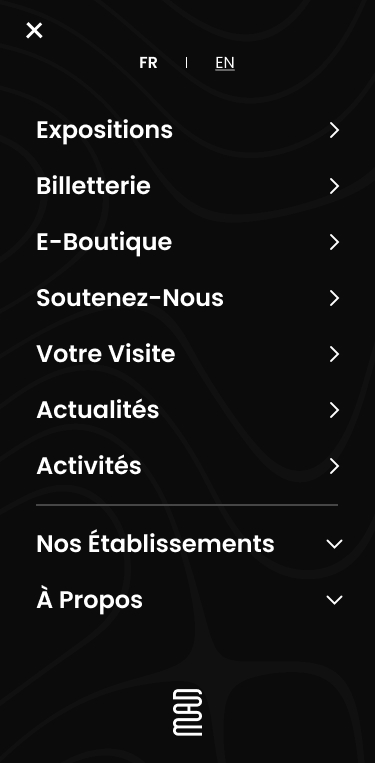 FR | EN
Expositions
Billetterie
E-Boutique
Soutenez-Nous
Votre Visite
Actualités
Activités
Nos Établissements
À Propos